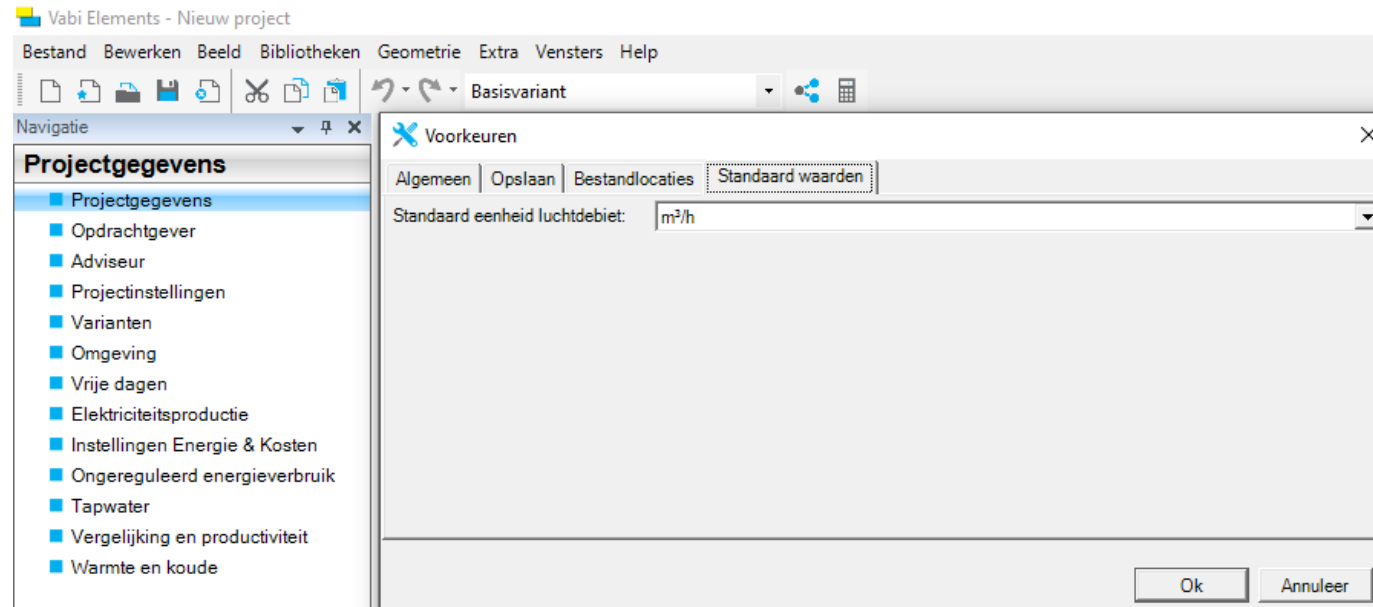 Vabi Elements - Nieuw project
Bestand Bewerken Beeld Bibliotheken Geometrie Extra Vensters Help
Basisvariant
Navigatie
Projectgegevens
Projectgegevens
Opdrachtgever
Adviseur
Projectinstellingen
Varianten
Omgeving
Vrije dagen
Elektriciteitsproductie
Instellingen Energie & Kosten
Ongereguleerd energieverbruik
Tapwater
Vergelijking en productiviteit
Warmte en koude
Voorkeuren
Algemeen Opslaan Bestandlocaties Standaard waarden
Standaard eenheid luchtdebiet: m³/h
Ok Annuleer